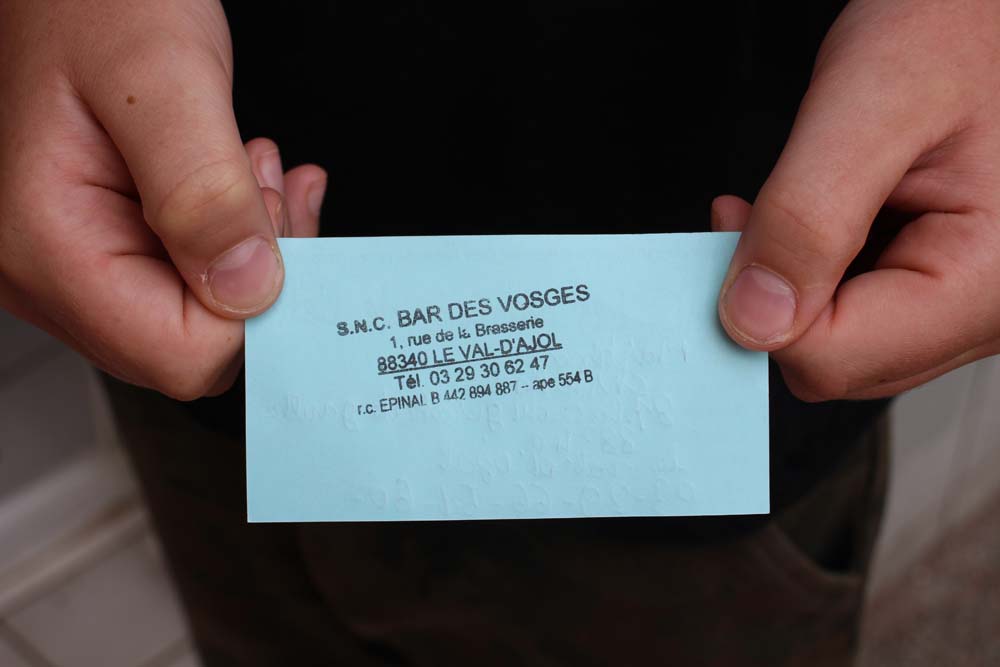 S.N.C. BAR DES VOSGES
1, rue de la Brasserie
88340 LE VAL-D'AJOL
Tél. 03 29 30 62 47
r.c. EPINAL B 442 894 887 -- ape 554 B